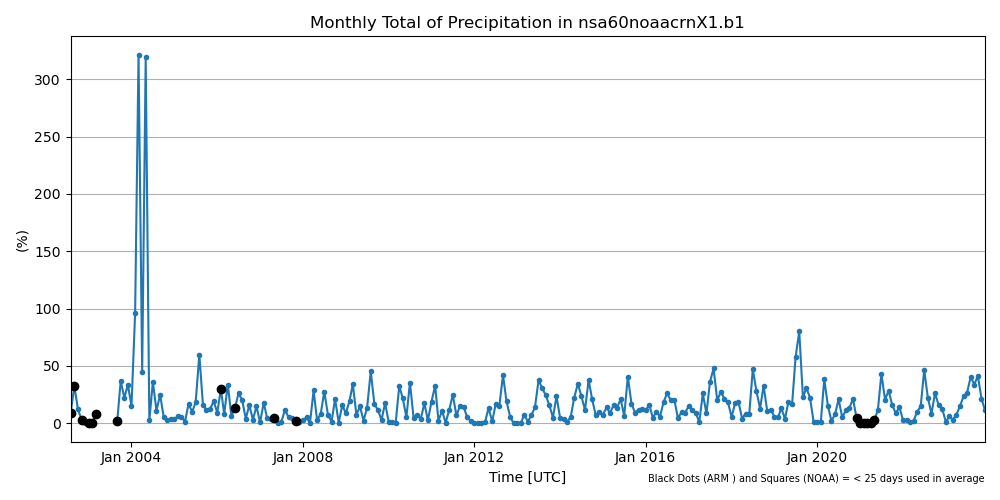 Monthly Total of Precipitation in nsa60noaacrnX1.b1
300
250
200
150
100
50
0
(%)
Jan 2004
Jan 2008
Jan 2012
Jan 2016
Jan 2020
Time [UTC]
Black Dots (ARM ) and Squares (NOAA) = < 25 days used in average